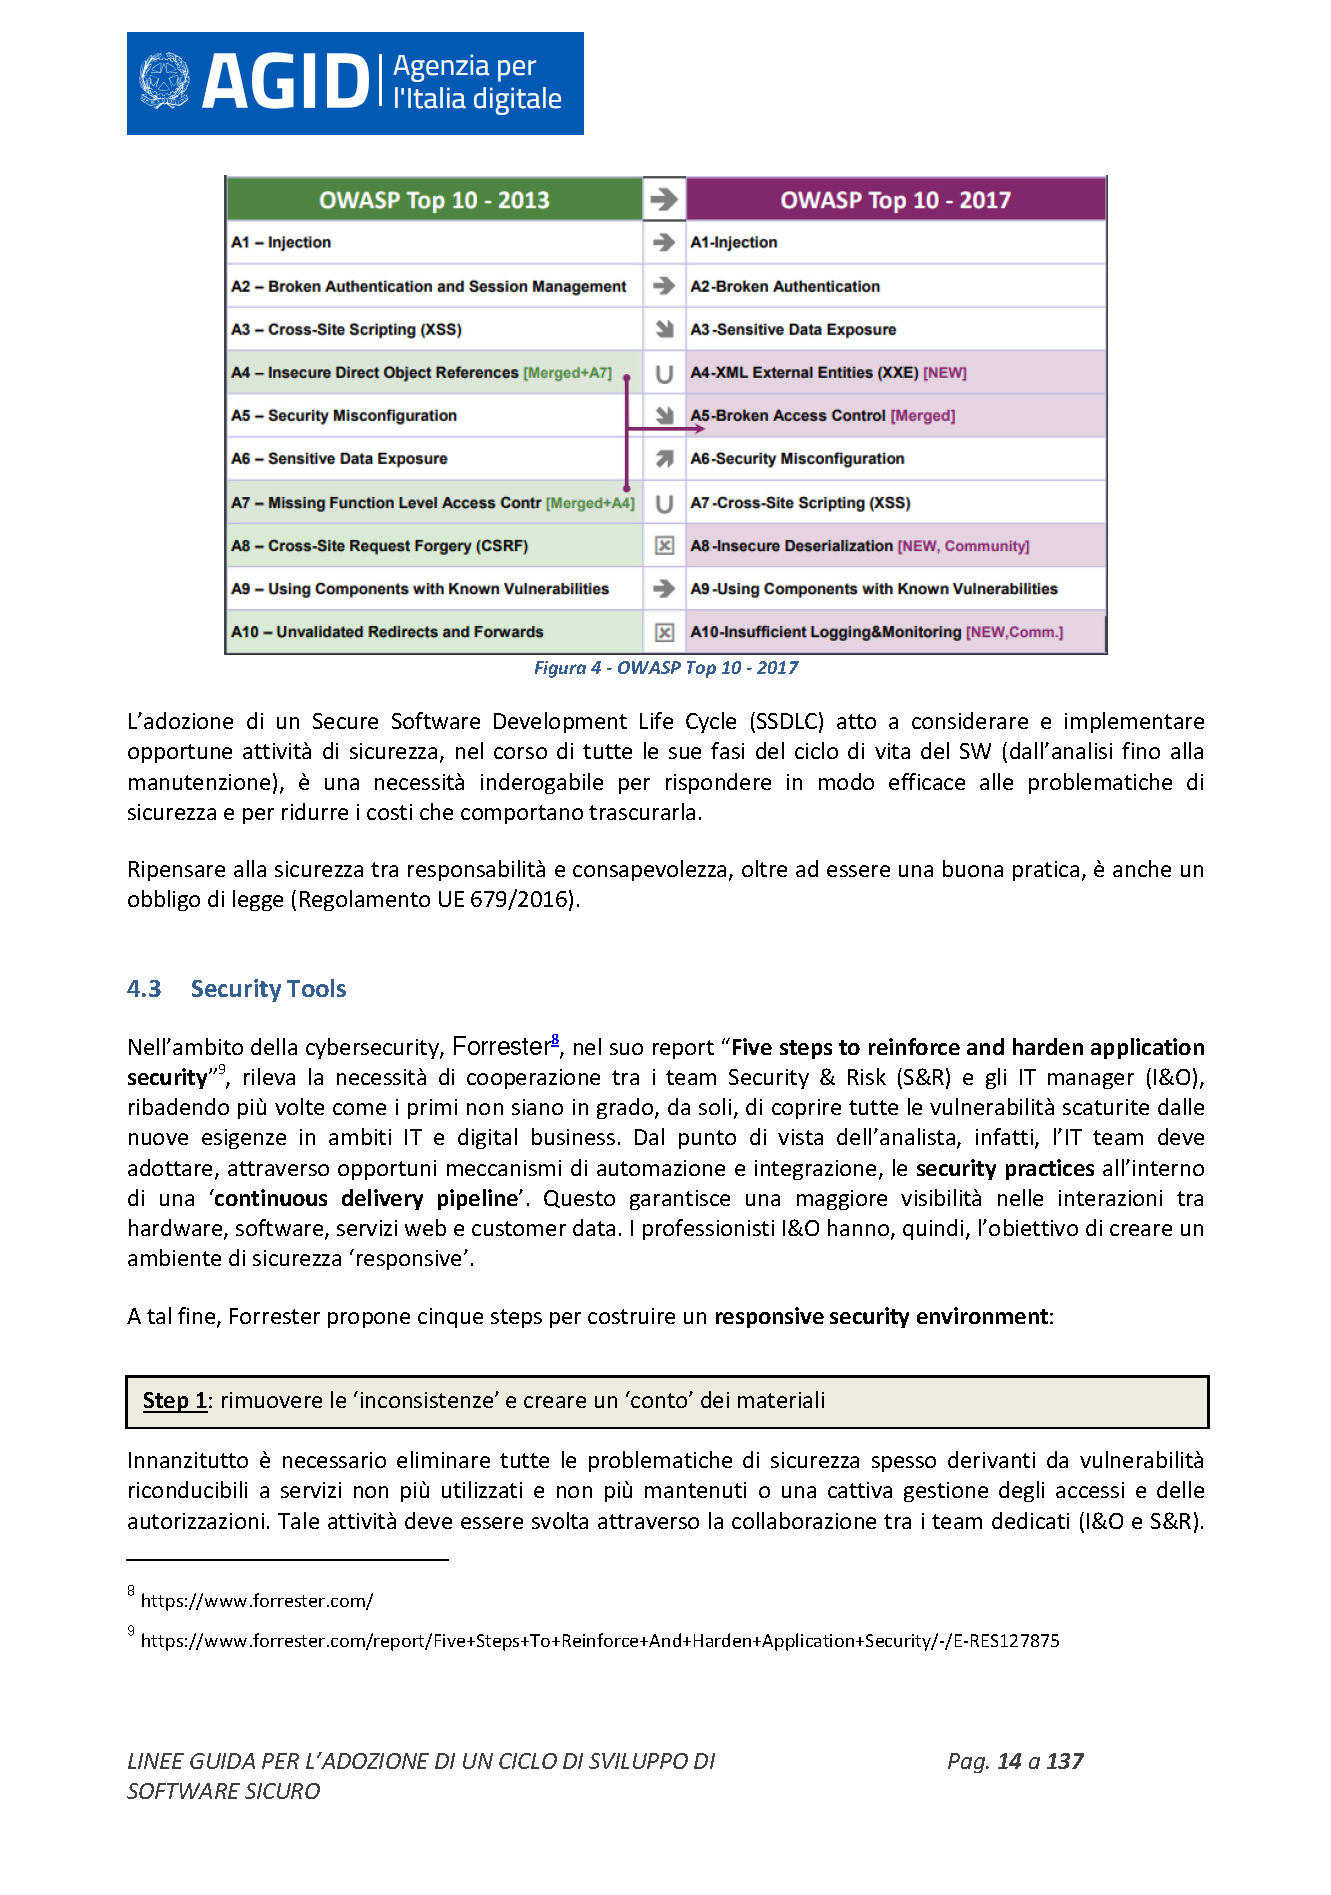 AGID Agenzia per
l'Italia digitale
OWASP Top 10 - 2013 → OWASP Top 10 - 2017
A1 – Injection → A1-Injection
A2 – Broken Authentication and Session Management → A2-Broken Authentication
A3 – Cross-Site Scripting (XSS) ↘ A3-Sensitive Data Exposure
A4 – Insecure Direct Object References [Merged+A7] U A4-XML External Entities (XXE) [NEW]
A5 – Security Misconfiguration ↘ A5-Broken Access Control [Merged]
A6 – Sensitive Data Exposure ↗ A6-Security Misconfiguration
A7 – Missing Function Level Access Contr [Merged+A4] U A7-Cross-Site Scripting (XSS)
A8 – Cross-Site Request Forgery (CSRF) ☒ A8-Insecure Deserialization [NEW, Community]
A9 – Using Components with Known Vulnerabilities → A9-Using Components with Known Vulnerabilities
A10 – Unvalidated Redirects and Forwards ☒ A10-Insufficient Logging&Monitoring [NEW,Comm.]
Figura 4 - OWASP Top 10 - 2017
L’adozione di un Secure Software Development Life Cycle (SSDLC) atto a considerare e implementare
opportune attività di sicurezza, nel corso di tutte le sue fasi del ciclo di vita del SW (dall’analisi fino alla
manutenzione), è una necessità inderogabile per rispondere in modo efficace alle problematiche di
sicurezza e per ridurre i costi che comportano trascurarla.
Ripensare alla sicurezza tra responsabilità e consapevolezza, oltre ad essere una buona pratica, è anche un
obbligo di legge (Regolamento UE 679/2016).
4.3 Security Tools
Nell’ambito della cybersecurity, Forrester8, nel suo report “Five steps to reinforce and harden application
security”9, rileva la necessità di cooperazione tra i team Security & Risk (S&R) e gli IT manager (I&O),
ribadendo più volte come i primi non siano in grado, da soli, di coprire tutte le vulnerabilità scaturite dalle
nuove esigenze in ambiti IT e digital business. Dal punto di vista dell’analista, infatti, l’IT team deve
adottare, attraverso opportuni meccanismi di automazione e integrazione, le security practices all’interno
di una ‘continuous delivery pipeline’. Questo garantisce una maggiore visibilità nelle interazioni tra
hardware, software, servizi web e customer data. I professionisti I&O hanno, quindi, l’obiettivo di creare un
ambiente di sicurezza ‘responsive’.
A tal fine, Forrester propone cinque steps per costruire un responsive security environment:
Step 1: rimuovere le ‘inconsistenze’ e creare un ‘conto’ dei materiali
Innanzitutto è necessario eliminare tutte le problematiche di sicurezza spesso derivanti da vulnerabilità
riconducibili a servizi non più utilizzati e non più mantenuti o una cattiva gestione degli accessi e delle
autorizzazioni. Tale attività deve essere svolta attraverso la collaborazione tra i team dedicati (I&O e S&R).
8 https://www.forrester.com/
9 https://www.forrester.com/report/Five+Steps+To+Reinforce+And+Harden+Application+Security/-/E-RES127875
LINEE GUIDA PER L’ADOZIONE DI UN CICLO DI SVILUPPO DI Pag. 14 a 137
SOFTWARE SICURO